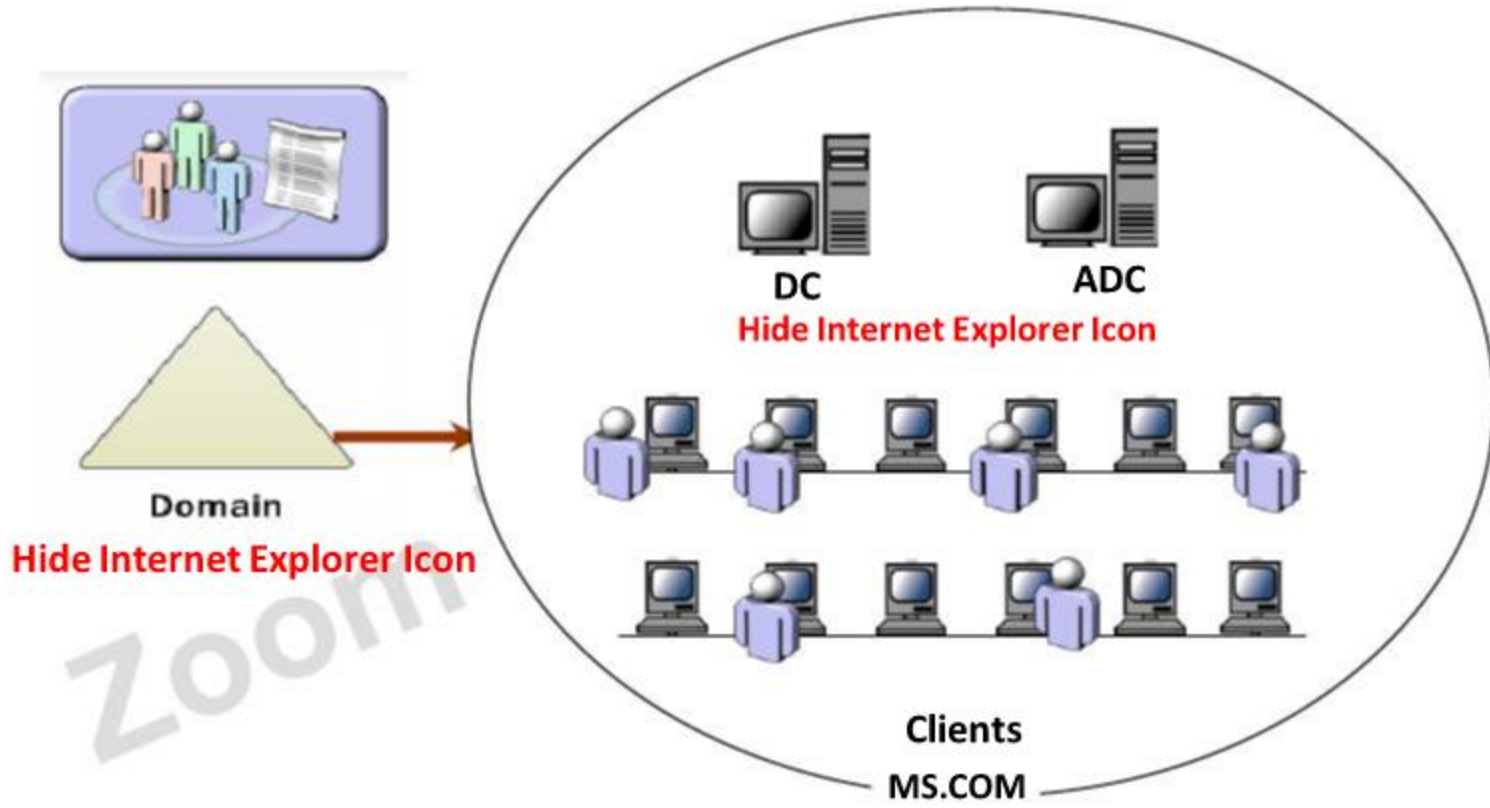 DC
ADC
Hide Internet Explorer Icon
Domain
Hide Internet Explorer Icon
Zoom
Clients
MS.COM